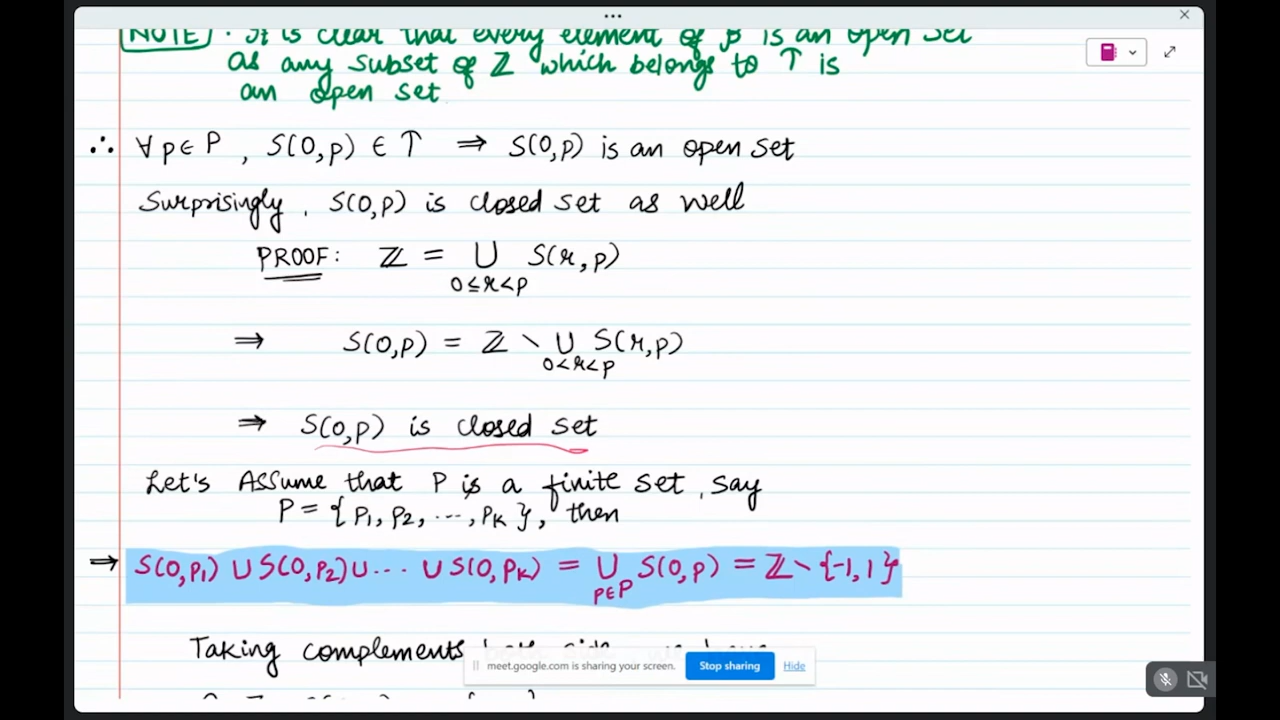 NOTE • It is clear that every element of β is an open set
as any subset of ℤ which belongs to T is
an open set
∴ ∀ p ∈ P , S(0,p) ∈ T ⇒ S(0,p) is an open set
Surprisingly, S(0,p) is closed set as well
PROOF: ℤ = ∪ S(r,p)
0≤r<p
⇒ S(0,p) = ℤ \ ∪ S(r,p)
0<r<p
⇒ S(0,p) is closed set
Let's Assume that P is a finite set, say
P = {p1, p2, ..., pK}, then
⇒ S(0,p1) ∪ S(0,p2) ∪ ... ∪ S(0,pK) = ∪ S(0,p) = ℤ \ {-1, 1}
p∈P
Taking complements
meet.google.com is sharing your screen. Stop sharing Hide